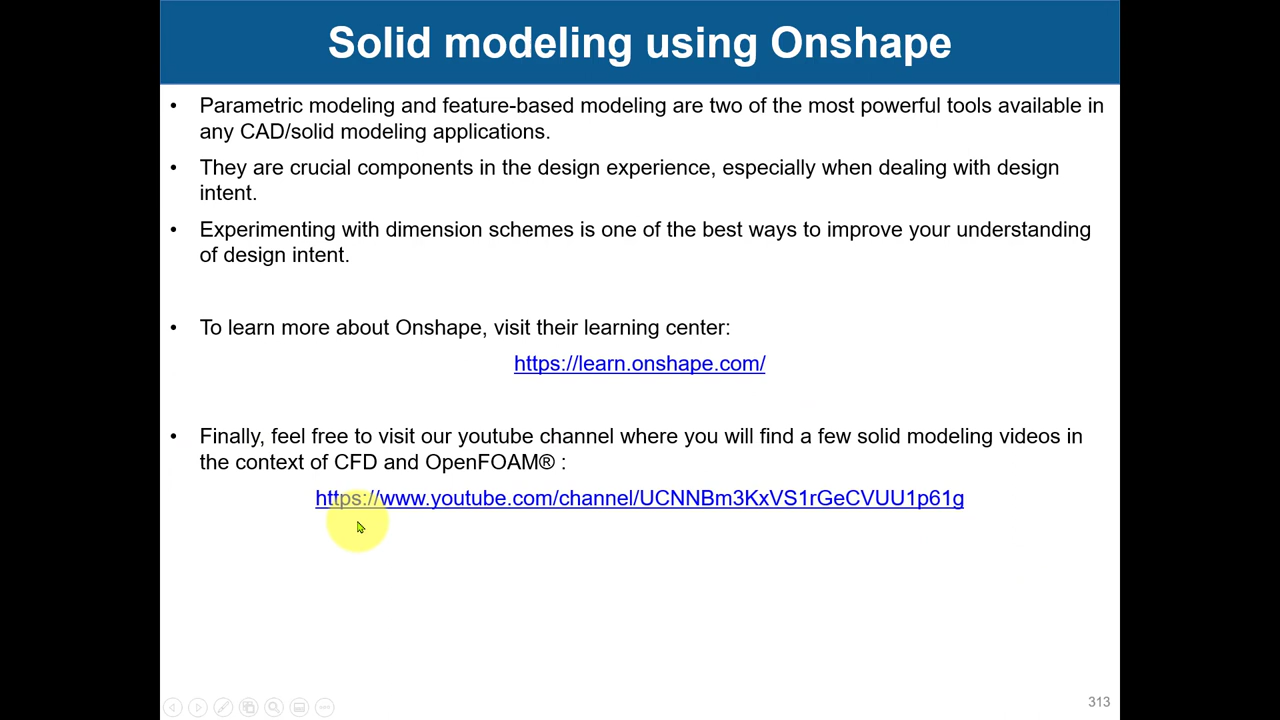 Solid modeling using Onshape
• Parametric modeling and feature-based modeling are two of the most powerful tools available in
any CAD/solid modeling applications.
• They are crucial components in the design experience, especially when dealing with design
intent.
• Experimenting with dimension schemes is one of the best ways to improve your understanding
of design intent.
• To learn more about Onshape, visit their learning center:
https://learn.onshape.com/
• Finally, feel free to visit our youtube channel where you will find a few solid modeling videos in
the context of CFD and OpenFOAM® :
https://www.youtube.com/channel/UCNNBm3KxVS1rGeCVUU1p61g
313